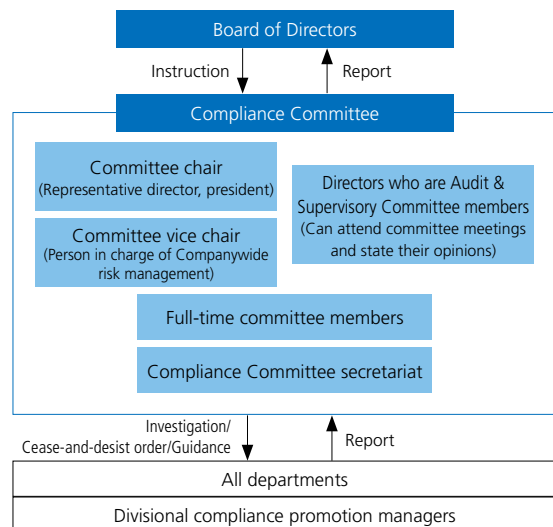 Board of Directors
Instruction
Report
Compliance Committee
Committee chair
(Representative director, president)
Committee vice chair
(Person in charge of Companywide
risk management)
Directors who are Audit &
Supervisory Committee members
(Can attend committee meetings
and state their opinions)
Full-time committee members
Compliance Committee secretariat
Investigation/
Cease-and-desist order/Guidance
Report
All departments
Divisional compliance promotion managers